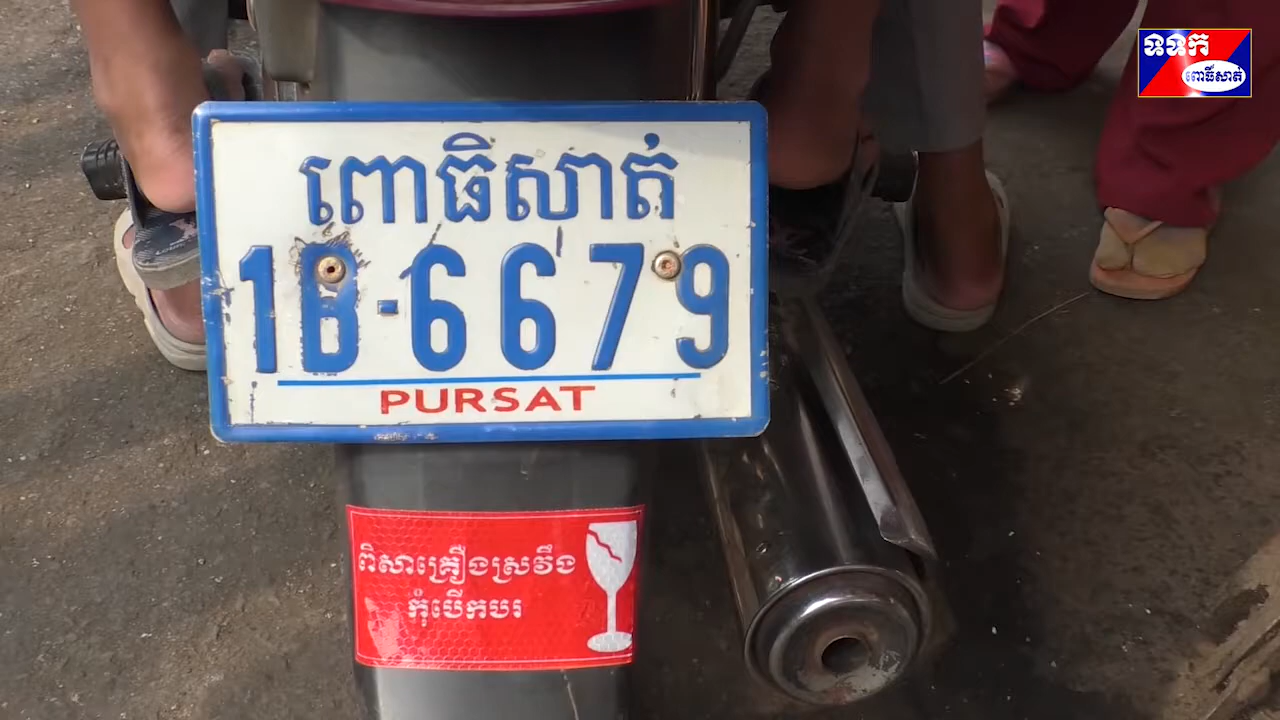 ទទក
ពោធិ៍សាត់
ពោធិសាត់
1B-6679
PURSAT
ពិសាគ្រឿងស្រវឹង
កុំបើកបរ